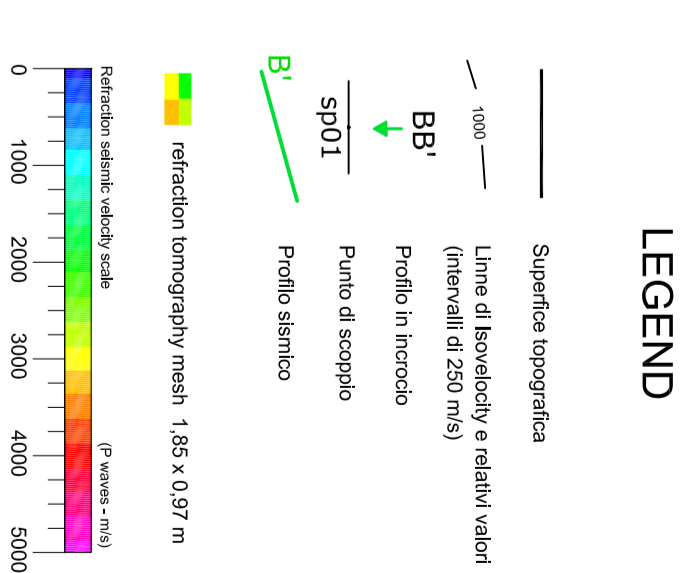 LEGEND
Superfice topografica
1000
Linne di Isovelocity e relativi valori
(intervalli di 250 m/s)
BB'
Profilo in incrocio
sp01
Punto di scoppio
B'
Profilo sismico
refraction tomography mesh 1,85 x 0,97 m
Refraction seismic velocity scale
(P waves - m/s)
0 1000 2000 3000 4000 5000